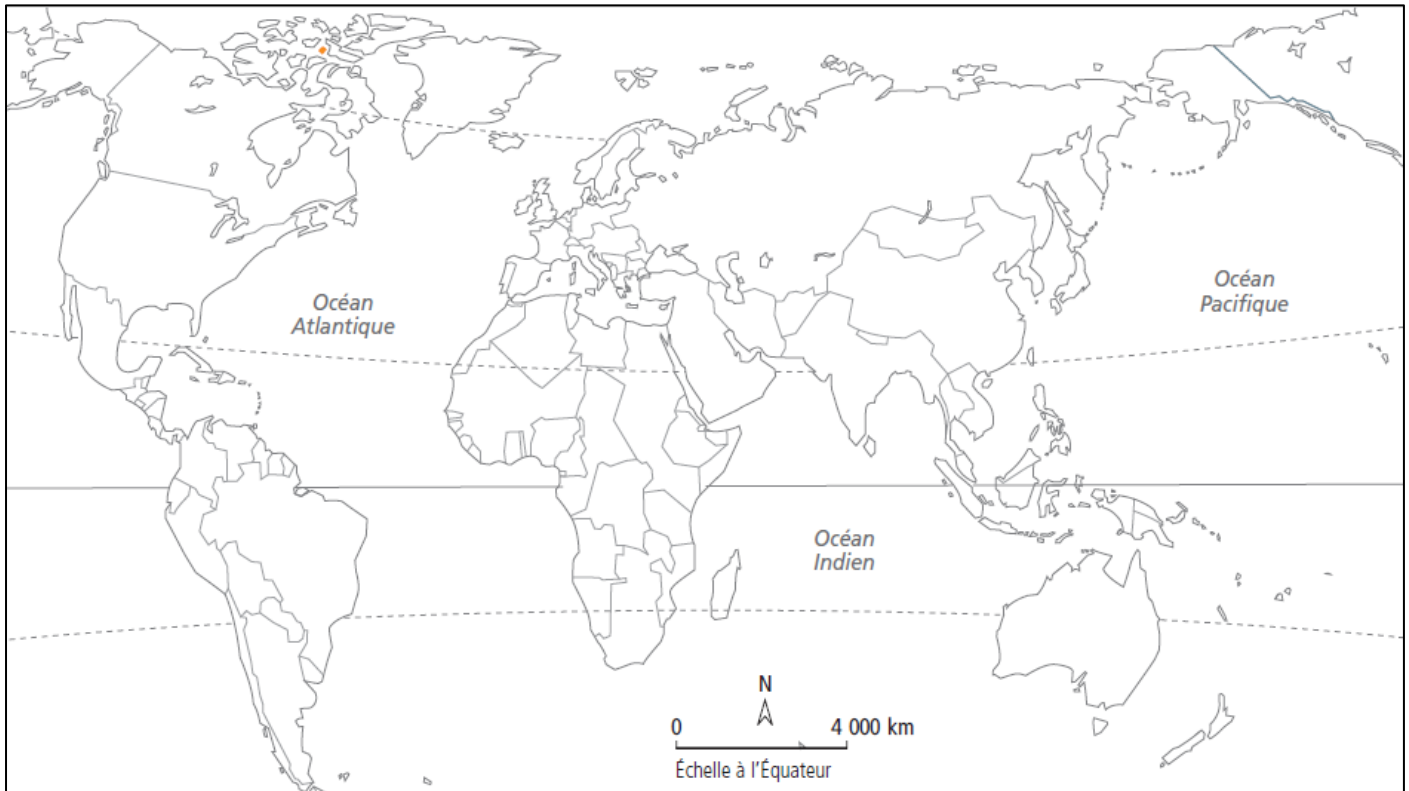 Océan
Atlantique
Océan
Pacifique
Océan
Indien
N
0 4 000 km
Échelle à l'Équateur